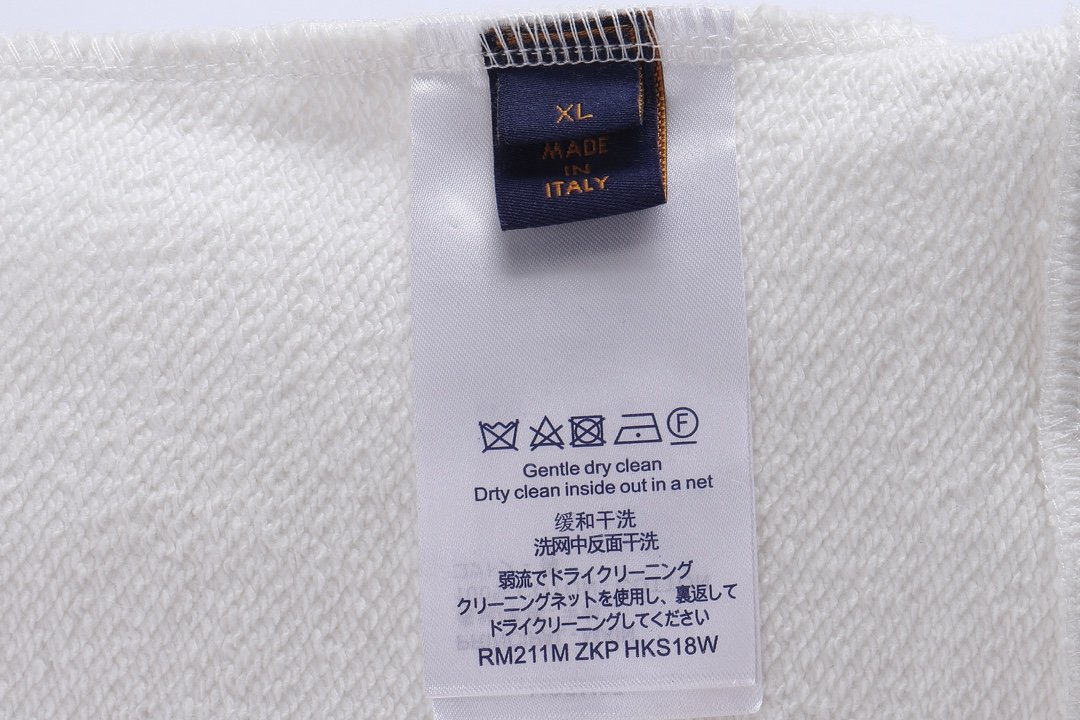 XL
MADE
IN
ITALY
F
Gentle dry clean
Drty clean inside out in a net
缓和干洗
洗网中反面干洗
弱流でドライクリーニング
クリーニングネットを使用し、裏返して
ドライクリーニングしてください
RM211M ZKP HKS18W